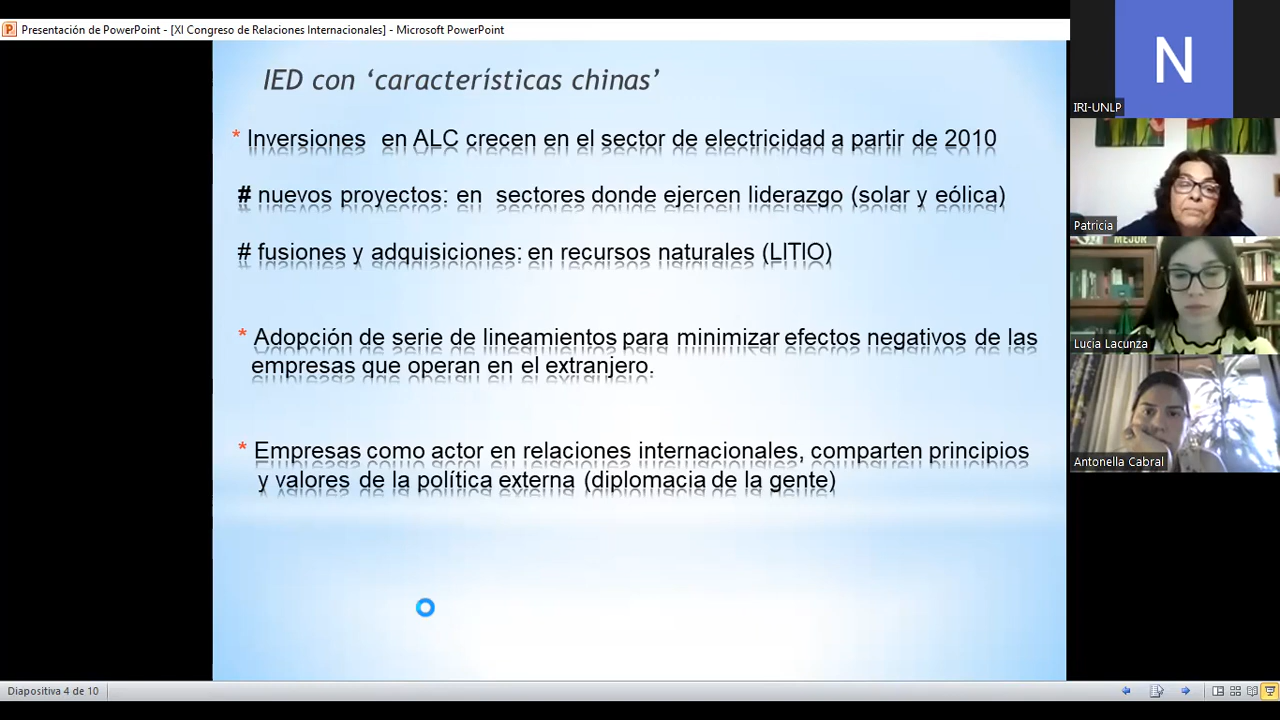 Presentación de PowerPoint - [XI Congreso de Relaciones Internacionales] - Microsoft PowerPoint
IED con ‘características chinas’
* Inversiones en ALC crecen en el sector de electricidad a partir de 2010
# nuevos proyectos: en sectores donde ejercen liderazgo (solar y eólica)
# fusiones y adquisiciones: en recursos naturales (LITIO)
* Adopción de serie de lineamientos para minimizar efectos negativos de las
empresas que operan en el extranjero.
* Empresas como actor en relaciones internacionales, comparten principios
y valores de la política externa (diplomacia de la gente)
Diapositiva 4 de 10
N
IRI-UNLP
Patricia
MEJOR
Lucía Lacunza
Antonella Cabral